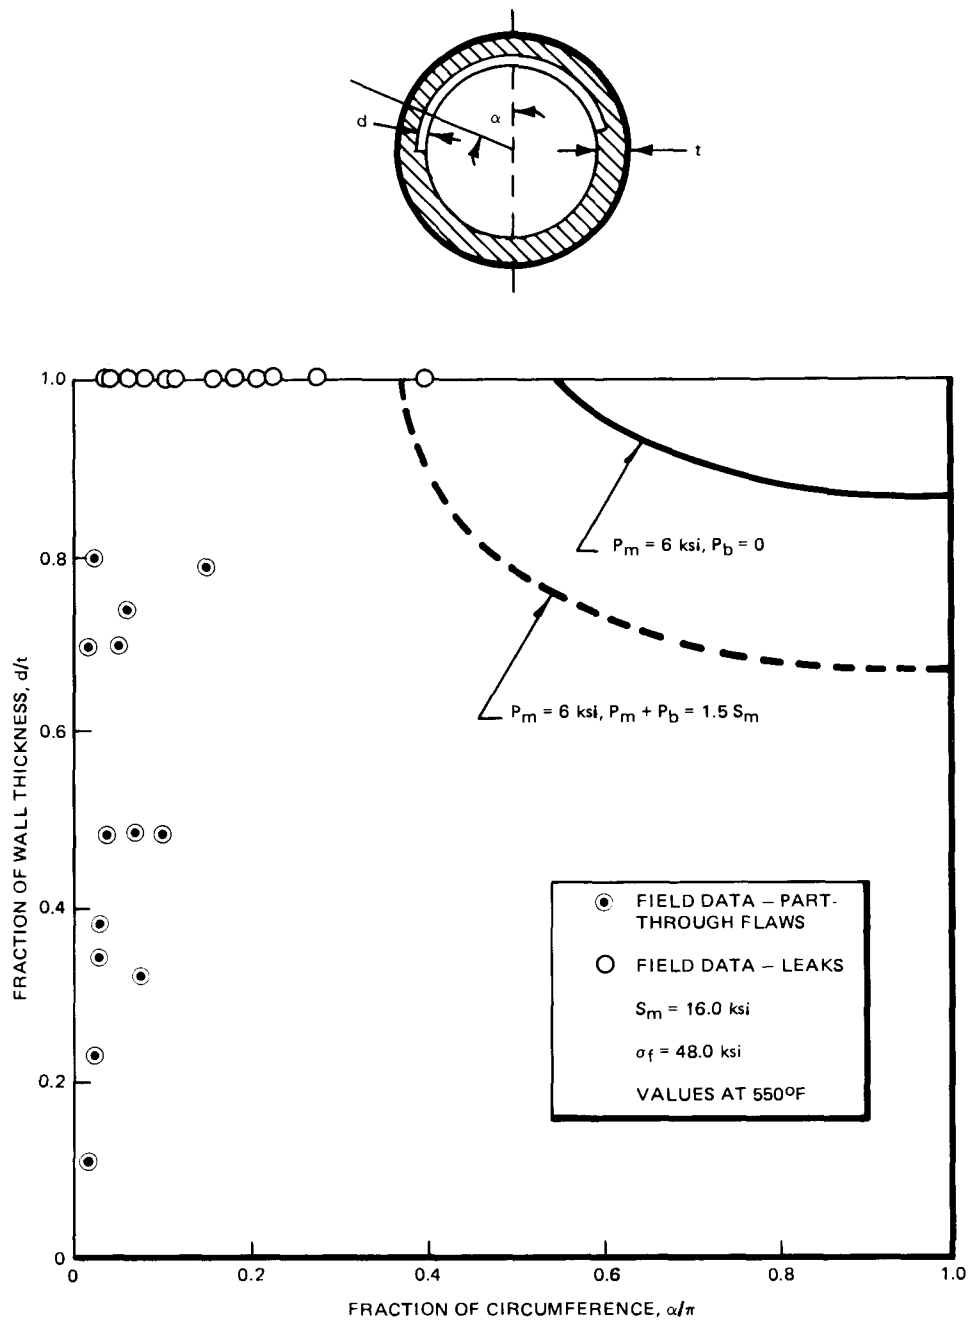 α
d
t
1.0
0.8
0.6
0.4
0.2
0
FRACTION OF WALL THICKNESS, d/t
Pm = 6 ksi, Pb = 0
Pm = 6 ksi, Pm + Pb = 1.5 Sm
FIELD DATA – PART-
THROUGH FLAWS
FIELD DATA – LEAKS
Sm = 16.0 ksi
σf = 48.0 ksi
VALUES AT 550°F
0 0.2 0.4 0.6 0.8 1.0
FRACTION OF CIRCUMFERENCE, α/π